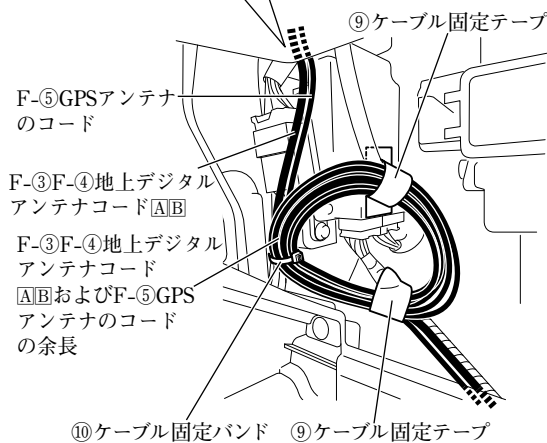 ⑨ケーブル固定テープ
F-⑤GPSアンテナ
のコード
F-③F-④地上デジタル
アンテナコード🄰🄱
F-③F-④地上デジタル
アンテナコード
🄰🄱およびF-⑤GPS
アンテナのコード
の余長
⑩ケーブル固定バンド
⑨ケーブル固定テープ